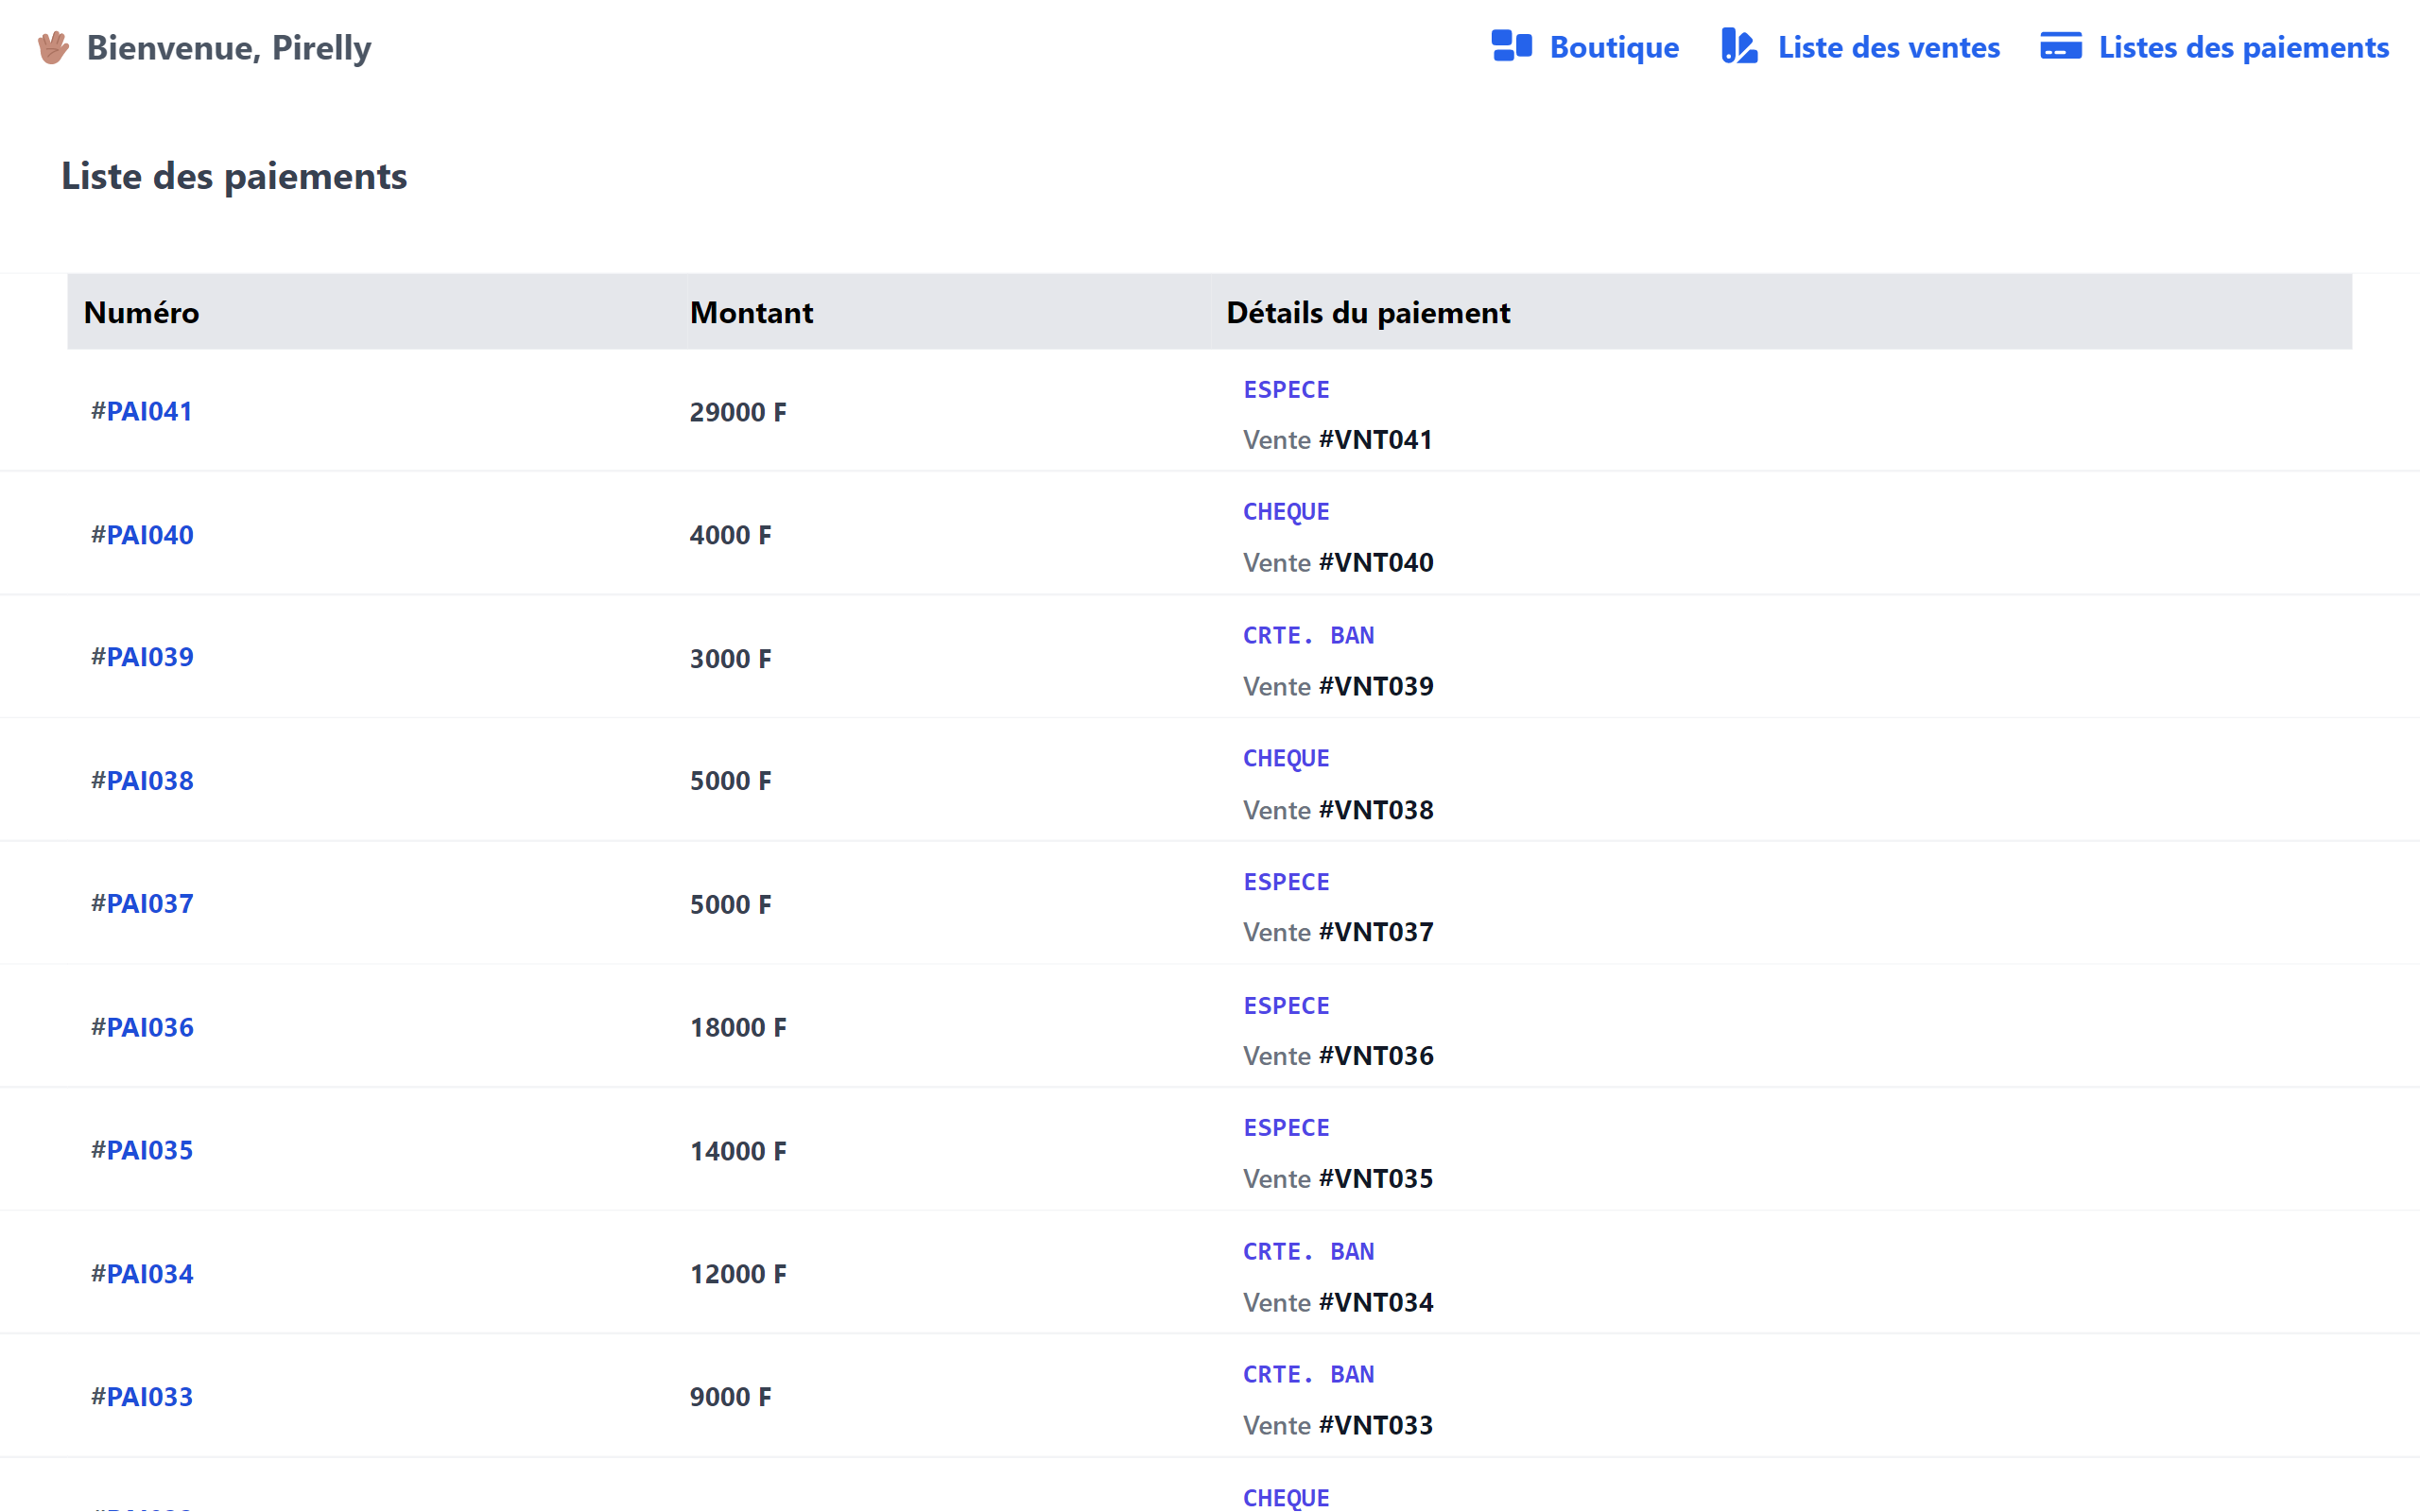 Bienvenue, Pirelly
Boutique
Liste des ventes
Listes des paiements
Liste des paiements
Numéro Montant Détails du paiement
#PAI041 29000 F ESPECE
Vente #VNT041
#PAI040 4000 F CHEQUE
Vente #VNT040
#PAI039 3000 F CRTE. BAN
Vente #VNT039
#PAI038 5000 F CHEQUE
Vente #VNT038
#PAI037 5000 F ESPECE
Vente #VNT037
#PAI036 18000 F ESPECE
Vente #VNT036
#PAI035 14000 F ESPECE
Vente #VNT035
#PAI034 12000 F CRTE. BAN
Vente #VNT034
#PAI033 9000 F CRTE. BAN
Vente #VNT033
CHEQUE